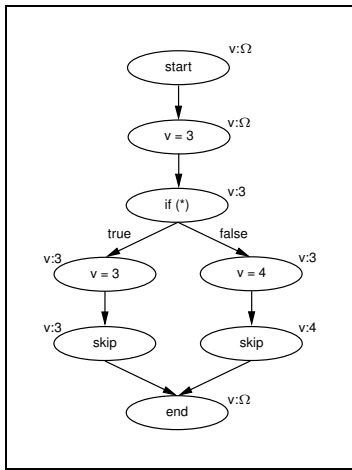 v:Ω
start
v:Ω
v = 3
v:3
if (*)
true false
v:3 v:3
v = 3 v = 4
v:3 v:4
skip skip
v:Ω
end